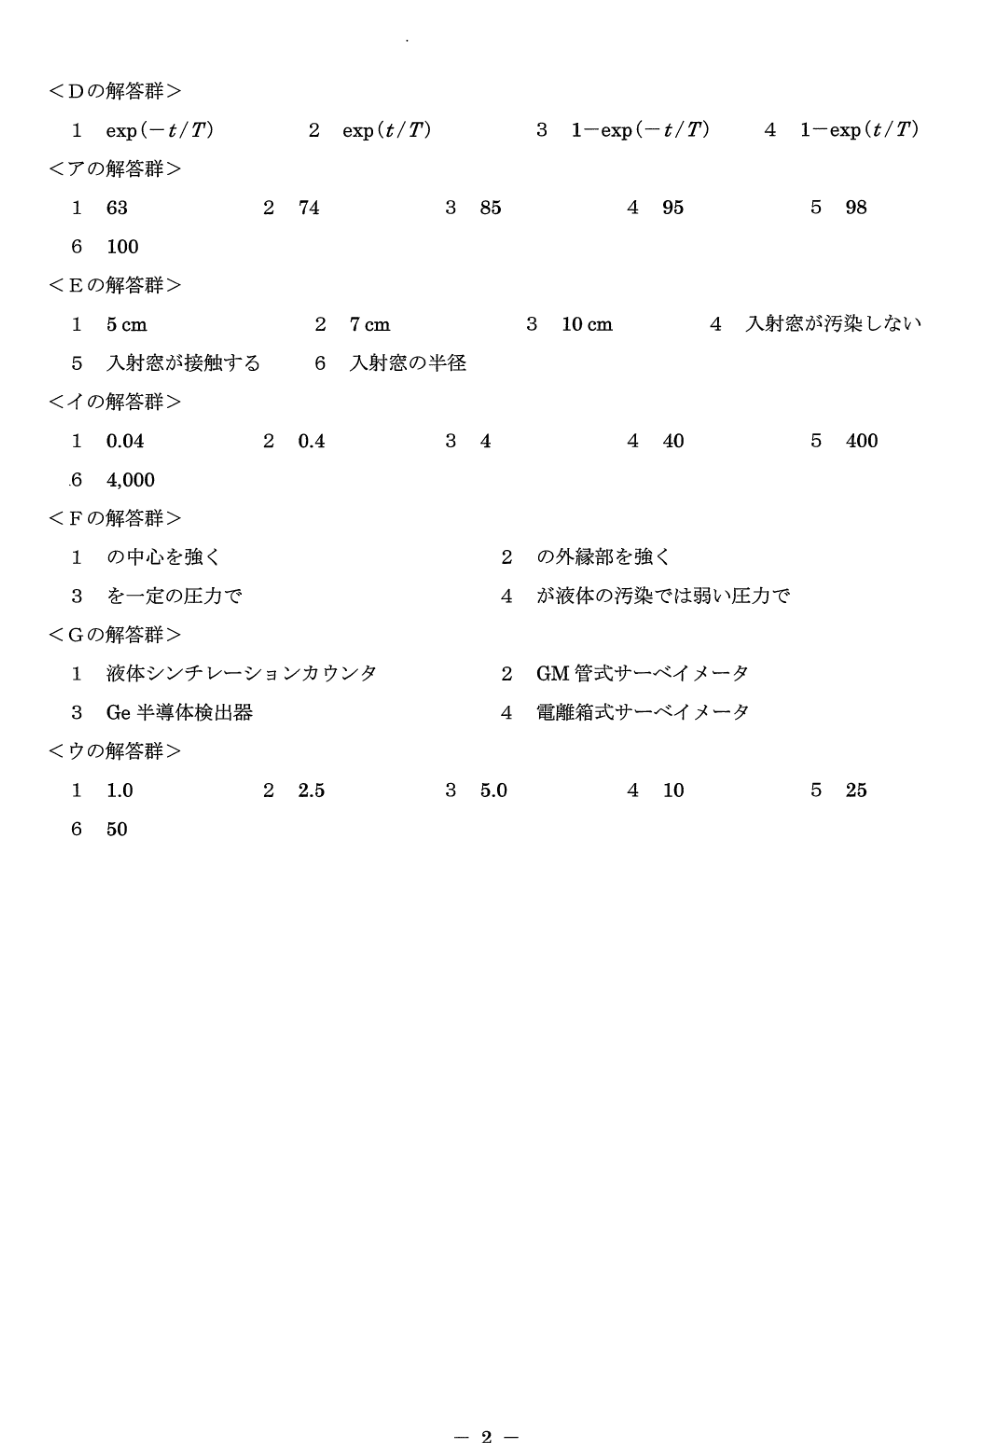 ＜Ｄの解答群＞
1 exp(－t/T) 2 exp(t/T) 3 1－exp(－t/T) 4 1－exp(t/T)
＜アの解答群＞
1 63 2 74 3 85 4 95 5 98
6 100
＜Ｅの解答群＞
1 5 cm 2 7 cm 3 10 cm 4 入射窓が汚染しない
5 入射窓が接触する 6 入射窓の半径
＜イの解答群＞
1 0.04 2 0.4 3 4 4 40 5 400
6 4,000
＜Ｆの解答群＞
1 の中心を強く 2 の外縁部を強く
3 を一定の圧力で 4 が液体の汚染では弱い圧力で
＜Ｇの解答群＞
1 液体シンチレーションカウンタ 2 GM 管式サーベイメータ
3 Ge 半導体検出器 4 電離箱式サーベイメータ
＜ウの解答群＞
1 1.0 2 2.5 3 5.0 4 10 5 25
6 50
－ 2 －